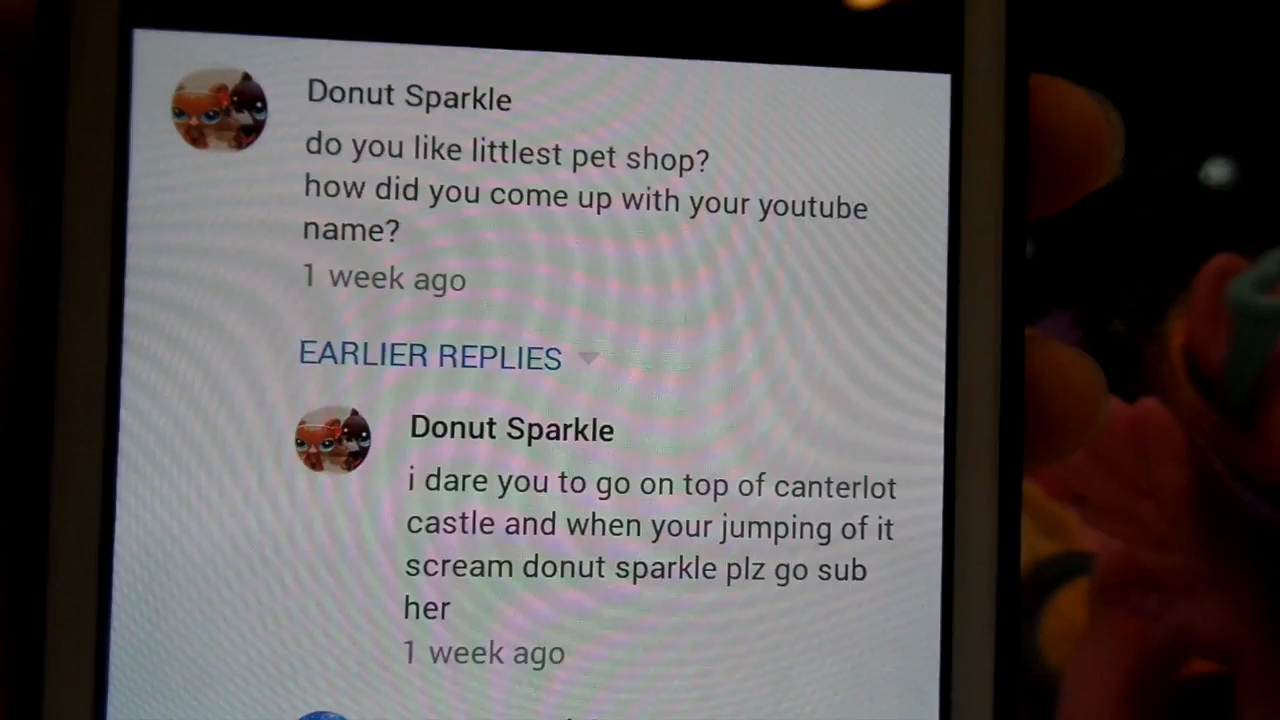 Donut Sparkle
do you like littlest pet shop?
how did you come up with your youtube
name?
1 week ago
EARLIER REPLIES
Donut Sparkle
i dare you to go on top of canterlot
castle and when your jumping of it
scream donut sparkle plz go sub
her
1 week ago